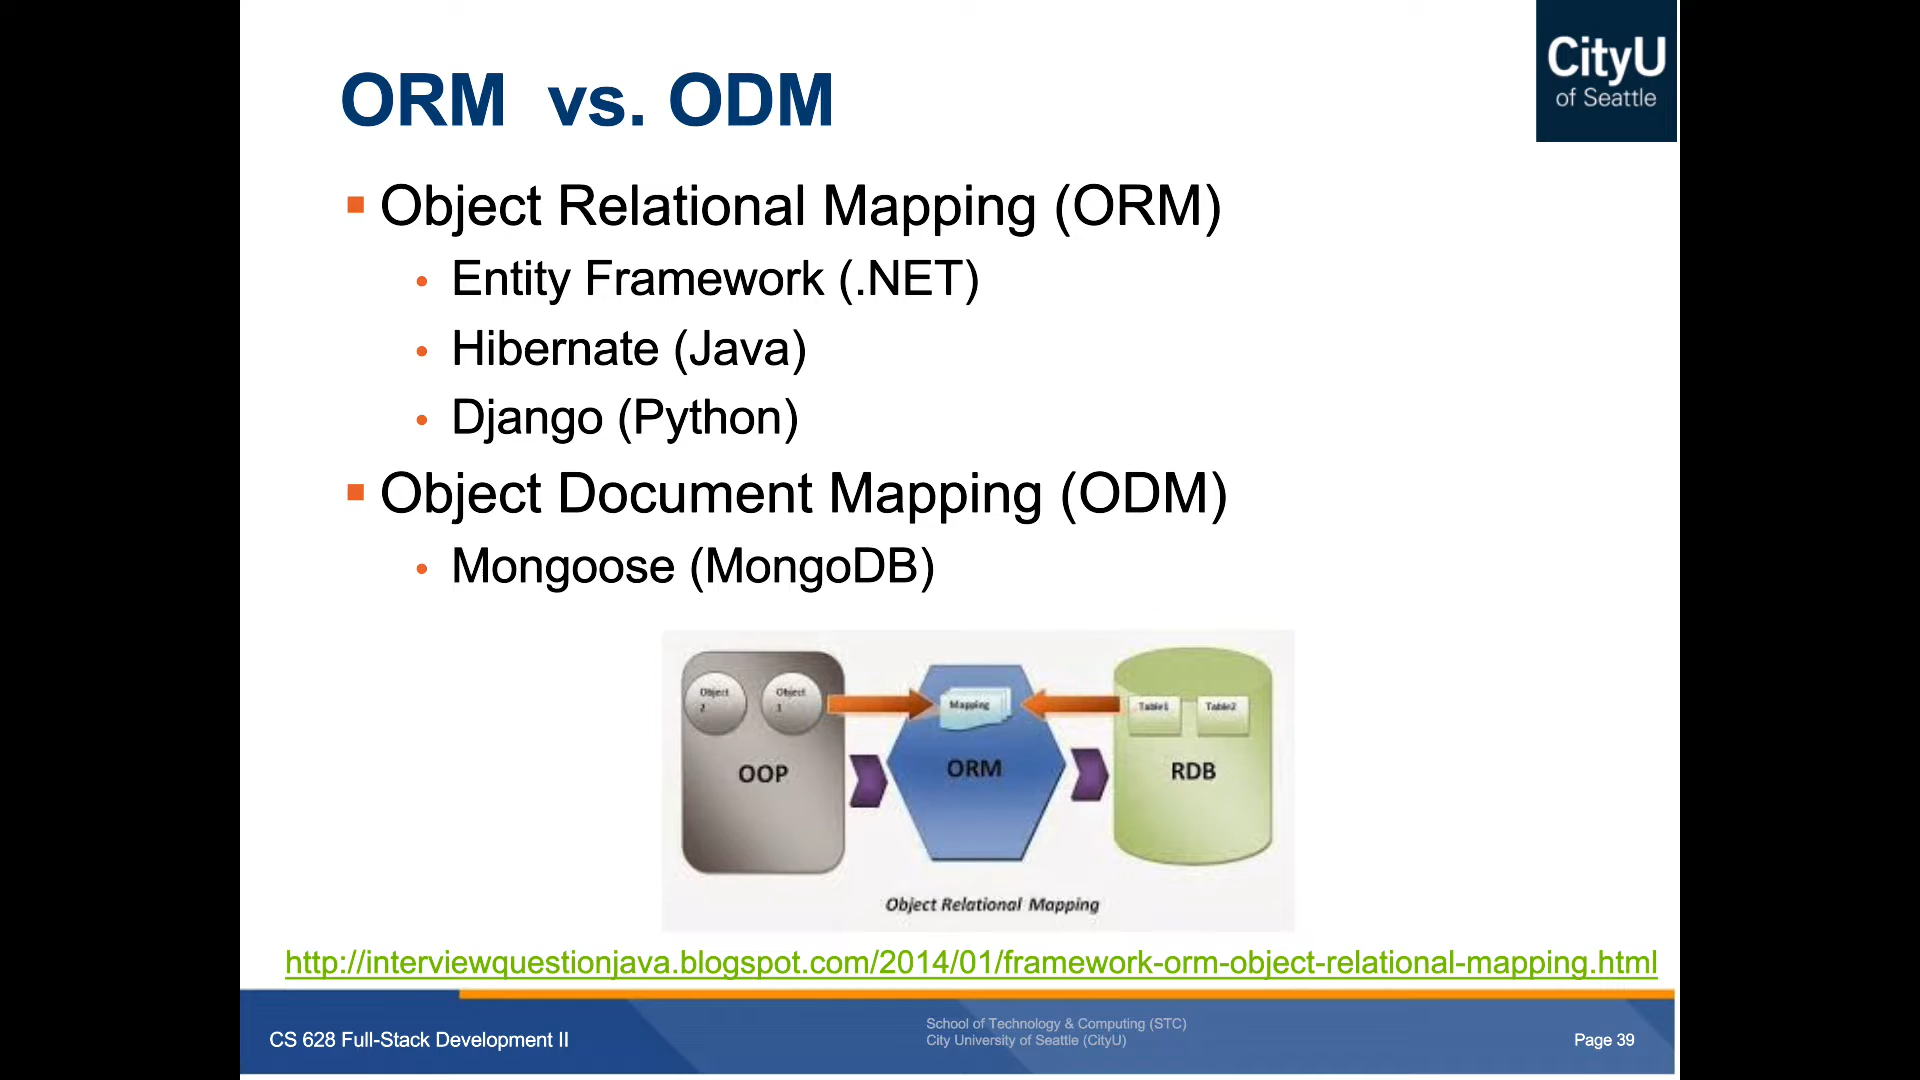 CityU
of Seattle
ORM vs. ODM
Object Relational Mapping (ORM)
Entity Framework (.NET)
Hibernate (Java)
Django (Python)
Object Document Mapping (ODM)
Mongoose (MongoDB)
Object 2
Object 1
Mapping
Table1
Table2
OOP
ORM
RDB
Object Relational Mapping
http://interviewquestionjava.blogspot.com/2014/01/framework-orm-object-relational-mapping.html
CS 628 Full-Stack Development II
School of Technology & Computing (STC)
City University of Seattle (CityU)
Page 39